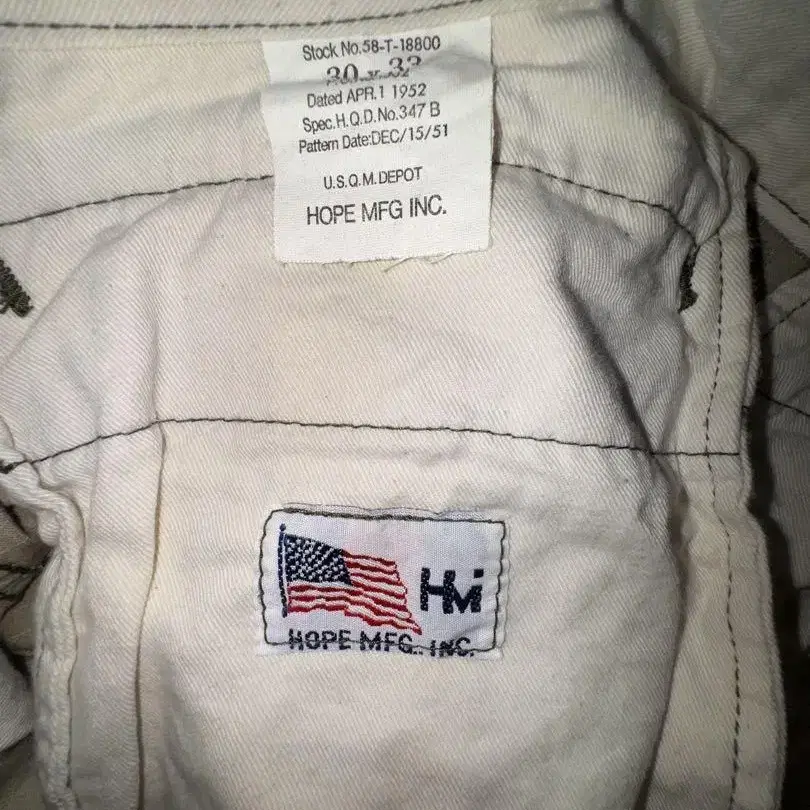 Stock No.58-T-18800
30 x 32
Dated APR.1 1952
Spec.H.Q.D.No.347 B
Pattern Date:DEC/15/51
U.S.Q.M.DEPOT
HOPE MFG INC.
HMi
HOPE MFG., INC.